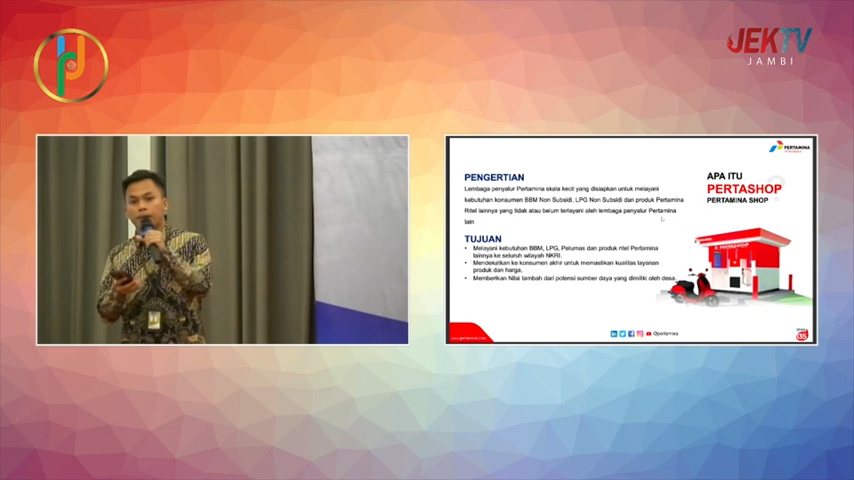 JEKTV
JAMBI
PERTAMINA
PENGERTIAN
Lembaga penyalur Pertamina skala kecil yang disiapkan untuk melayani
kebutuhan konsumen BBM Non Subsidi, LPG Non Subsidi dan produk Pertamina
Ritel lainnya yang tidak atau belum terlayani oleh lembaga penyalur Pertamina
lain
TUJUAN
• Melayani kebutuhan BBM, LPG, Pelumas dan produk ritel Pertamina
lainnya ke seluruh wilayah NKRI.
• Mendekatkan ke konsumen akhir untuk memastikan kualitas layanan
produk dan harga,
• Memberikan Nilai tambah dari potensi sumber daya yang dimiliki oleh desa.
APA ITU
PERTASHOP
PERTAMINA SHOP
PERTASHOP
@pertamina
135